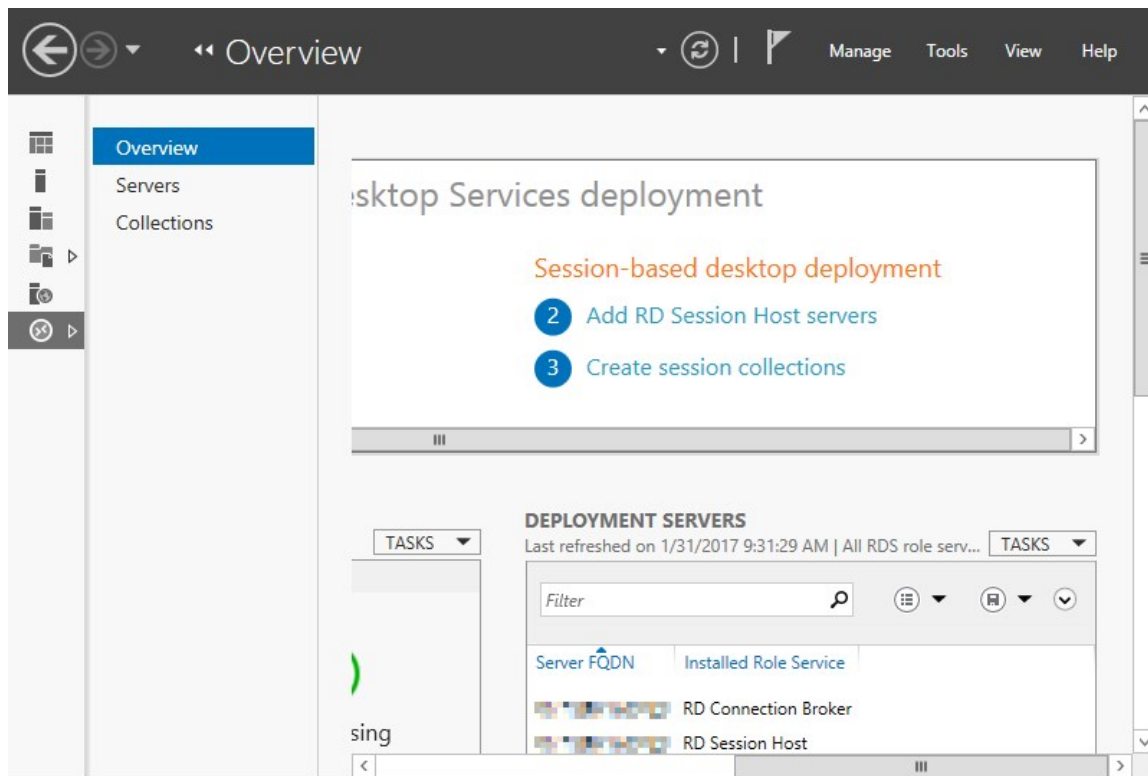 Overview
Manage Tools View Help
Overview
Servers
Collections
sktop Services deployment
Session-based desktop deployment
2 Add RD Session Host servers
3 Create session collections
TASKS
sing
DEPLOYMENT SERVERS
Last refreshed on 1/31/2017 9:31:29 AM | All RDS role serv...
TASKS
Filter
Server FQDN Installed Role Service
RD Connection Broker
RD Session Host